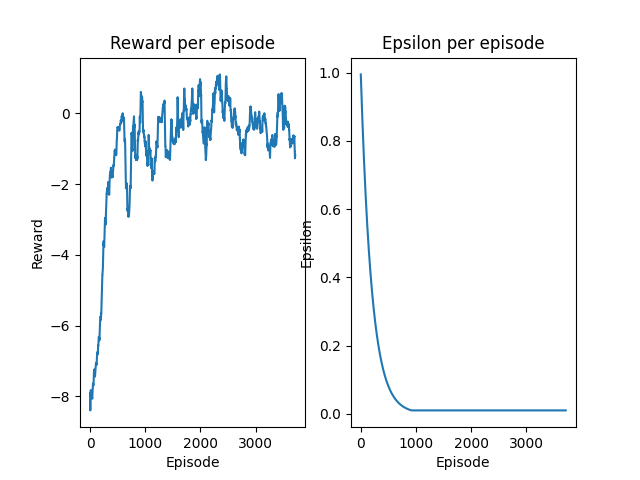 Reward per episode
Reward
0
−2
−4
−6
−8
0 1000 2000 3000
Episode
Epsilon per episode
Epsilon
1.0
0.8
0.6
0.4
0.2
0.0
0 1000 2000 3000
Episode